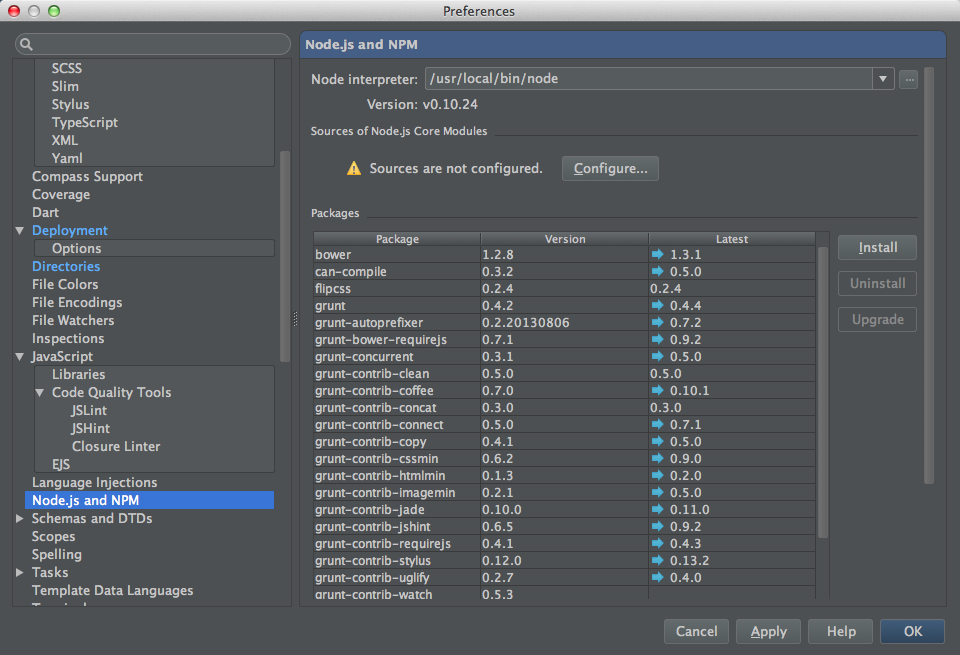 Preferences
SCSS
Slim
Stylus
TypeScript
XML
Yaml
Compass Support
Coverage
Dart
Deployment
Options
Directories
File Colors
File Encodings
File Watchers
Inspections
JavaScript
Libraries
Code Quality Tools
JSLint
JSHint
Closure Linter
EJS
Language Injections
Node.js and NPM
Schemas and DTDs
Scopes
Spelling
Tasks
Template Data Languages
Node.js and NPM
Node interpreter: /usr/local/bin/node ...
Version: v0.10.24
Sources of Node.js Core Modules
Sources are not configured. Configure...
Packages
Package Version Latest
bower 1.2.8 1.3.1
can-compile 0.3.2 0.5.0
flipcss 0.2.4 0.2.4
grunt 0.4.2 0.4.4
grunt-autoprefixer 0.2.20130806 0.7.2
grunt-bower-requirejs 0.7.1 0.9.2
grunt-concurrent 0.3.1 0.5.0
grunt-contrib-clean 0.5.0 0.5.0
grunt-contrib-coffee 0.7.0 0.10.1
grunt-contrib-concat 0.3.0 0.3.0
grunt-contrib-connect 0.5.0 0.7.1
grunt-contrib-copy 0.4.1 0.5.0
grunt-contrib-cssmin 0.6.2 0.9.0
grunt-contrib-htmlmin 0.1.3 0.2.0
grunt-contrib-imagemin 0.2.1 0.5.0
grunt-contrib-jade 0.10.0 0.11.0
grunt-contrib-jshint 0.6.5 0.9.2
grunt-contrib-requirejs 0.4.1 0.4.3
grunt-contrib-stylus 0.12.0 0.13.2
grunt-contrib-uglify 0.2.7 0.4.0
grunt-contrib-watch 0.5.3
Install
Uninstall
Upgrade
Cancel Apply Help OK